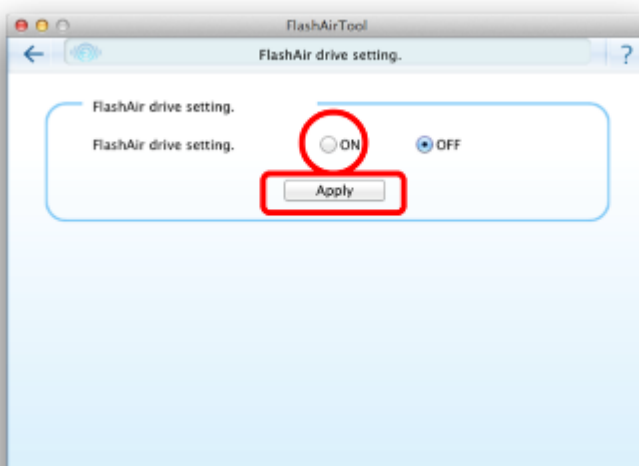 FlashAirTool
FlashAir drive setting.
?
FlashAir drive setting.
FlashAir drive setting. ON OFF
Apply